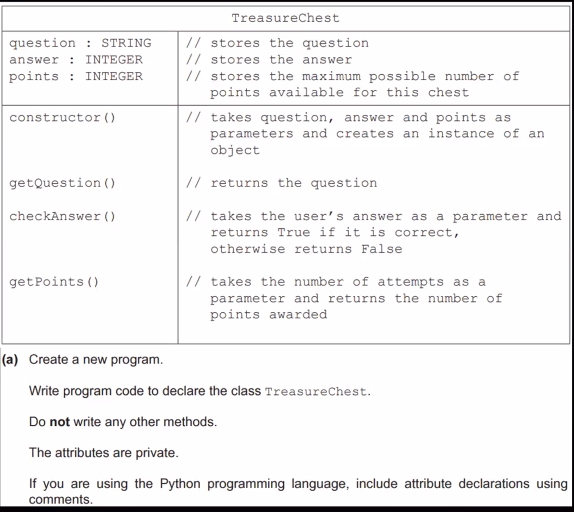 TreasureChest
question : STRING // stores the question
answer : INTEGER // stores the answer
points : INTEGER // stores the maximum possible number of
points available for this chest
constructor() // takes question, answer and points as
parameters and creates an instance of an
object
getQuestion() // returns the question
checkAnswer() // takes the user's answer as a parameter and
returns True if it is correct,
otherwise returns False
getPoints() // takes the number of attempts as a
parameter and returns the number of
points awarded
(a) Create a new program.
Write program code to declare the class TreasureChest.
Do not write any other methods.
The attributes are private.
If you are using the Python programming language, include attribute declarations using
comments.